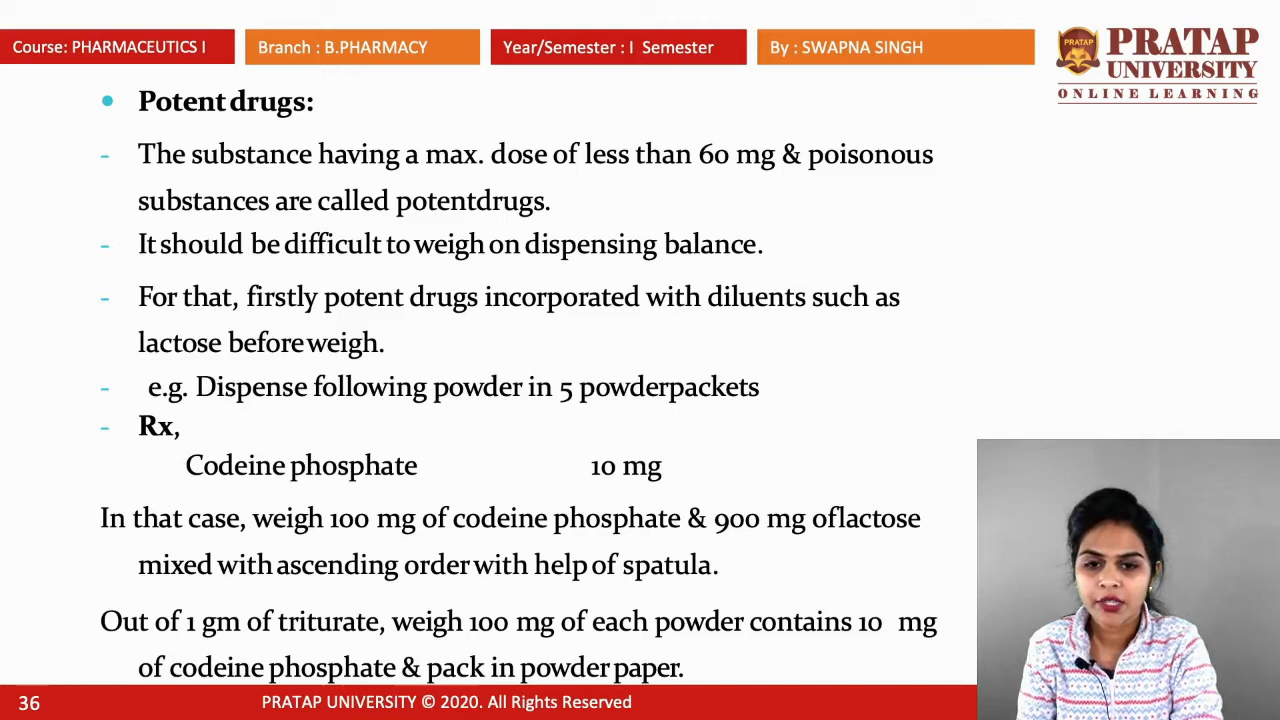 Course: PHARMACEUTICS I
Branch : B.PHARMACY
Year/Semester : I Semester
By : SWAPNA SINGH
PRATAP
PRATAP
UNIVERSITY
ONLINE LEARNING
• Potent drugs:
- The substance having a max. dose of less than 60 mg & poisonous
substances are called potentdrugs.
- It should be difficult to weigh on dispensing balance.
- For that, firstly potent drugs incorporated with diluents such as
lactose before weigh.
- e.g. Dispense following powder in 5 powderpackets
- Rx,
Codeine phosphate 10 mg
In that case, weigh 100 mg of codeine phosphate & 900 mg oflactose
mixed with ascending order with help of spatula.
Out of 1 gm of triturate, weigh 100 mg of each powder contains 10 mg
of codeine phosphate & pack in powder paper.
36
PRATAP UNIVERSITY © 2020. All Rights Reserved